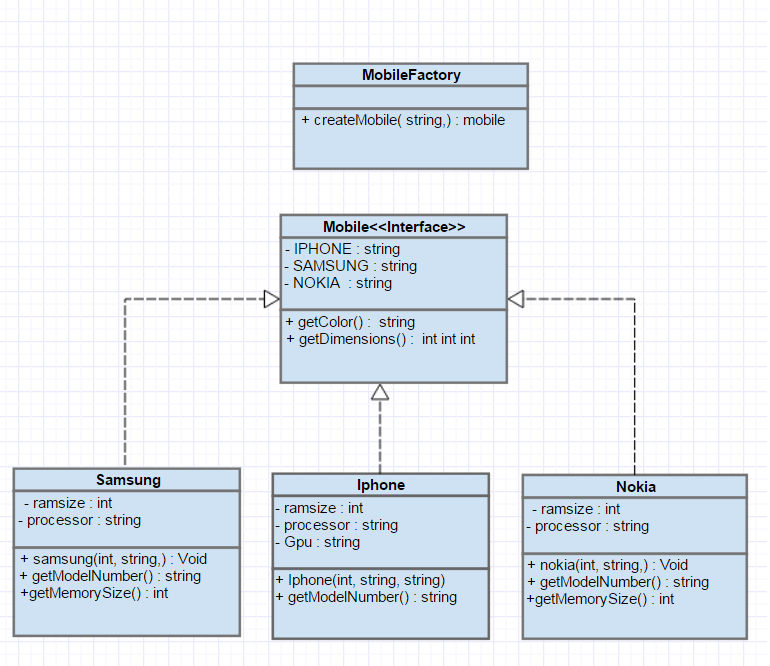 MobileFactory
+ createMobile( string,) : mobile
Mobile<<Interface>>
- IPHONE : string
- SAMSUNG : string
- NOKIA : string
+ getColor() : string
+ getDimensions() : int int int
Samsung
- ramsize : int
- processor : string
+ samsung(int, string,) : Void
+ getModelNumber() : string
+getMemorySize() : int
Iphone
- ramsize : int
- processor : string
- Gpu : string
+ Iphone(int, string, string)
+ getModelNumber() : string
Nokia
- ramsize : int
- processor : string
+ nokia(int, string,) : Void
+ getModelNumber() : string
+getMemorySize() : int